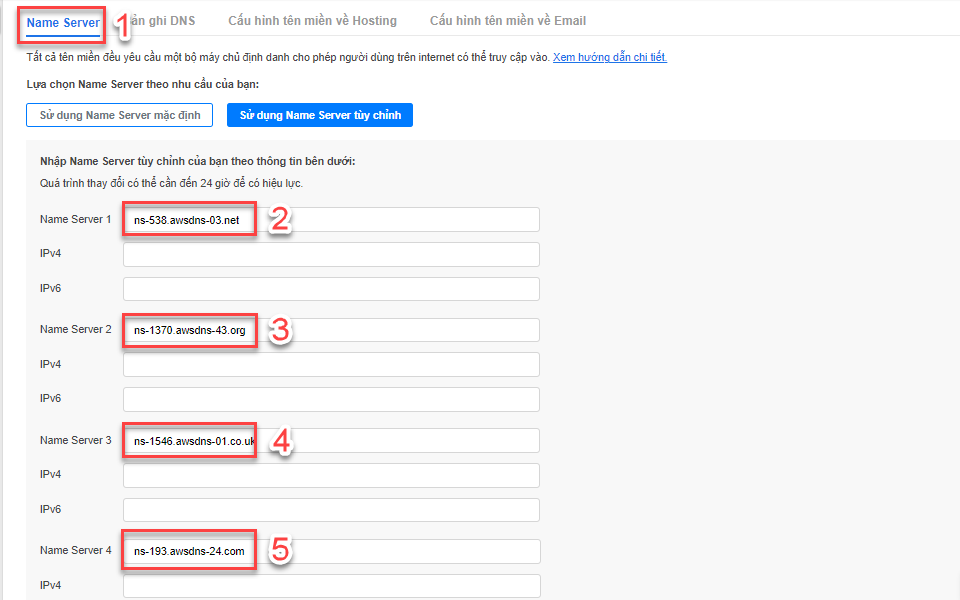 Name Server 1 ản ghi DNS Cấu hình tên miền về Hosting Cấu hình tên miền về Email
Tất cả tên miền đều yêu cầu một bộ máy chủ định danh cho phép người dùng trên internet có thể truy cập vào. Xem hướng dẫn chi tiết.
Lựa chọn Name Server theo nhu cầu của bạn:
Sử dụng Name Server mặc định Sử dụng Name Server tùy chỉnh
Nhập Name Server tùy chỉnh của bạn theo thông tin bên dưới:
Quá trình thay đổi có thể cần đến 24 giờ để có hiệu lực.
Name Server 1 ns-538.awsdns-03.net 2
IPv4
IPv6
Name Server 2 ns-1370.awsdns-43.org 3
IPv4
IPv6
Name Server 3 ns-1546.awsdns-01.co.uk 4
IPv4
IPv6
Name Server 4 ns-193.awsdns-24.com 5
IPv4